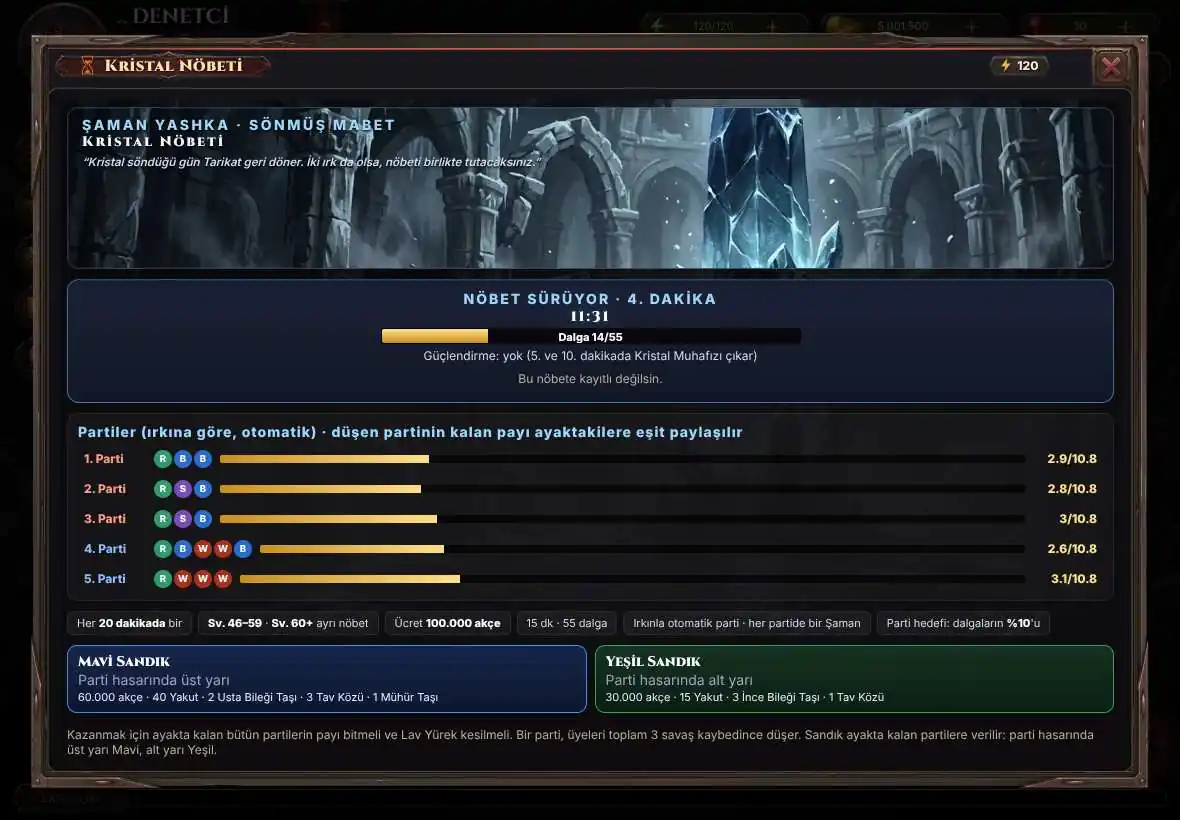 DENETCİ
120/120
5.001.500
30
KRİSTAL NÖBETİ
120
ŞAMAN YASHKA · SÖNMÜŞ MABET
KRİSTAL NÖBETİ
“Kristal söndüğü gün Tarikat geri döner. İki ırk da olsa, nöbeti birlikte tutacaksınız.”
NÖBET SÜRÜYOR · 4. DAKİKA
11:31
Dalga 14/55
Güçlendirme: yok (5. ve 10. dakikada Kristal Muhafızı çıkar)
Bu nöbete kayıtlı değilsin.
Partiler (ırkına göre, otomatik) · düşen partinin kalan payı ayaktakilere eşit paylaşılır
1. Parti R B B 2.9/10.8
2. Parti R S B 2.8/10.8
3. Parti R S B 3/10.8
4. Parti R B W W B 2.6/10.8
5. Parti R W W W 3.1/10.8
Her 20 dakikada bir Sv. 46–59 · Sv. 60+ ayrı nöbet Ücret 100.000 akçe 15 dk · 55 dalga Irkınla otomatik parti · her partide bir Şaman Parti hedefi: dalgaların %10'u
MAVİ SANDIK
Parti hasarında üst yarı
60.000 akçe · 40 Yakut · 2 Usta Bileği Taşı · 3 Tav Közü · 1 Mühür Taşı
YEŞİL SANDIK
Parti hasarında alt yarı
30.000 akçe · 15 Yakut · 3 İnce Bileği Taşı · 1 Tav Közü
Kazanmak için ayakta kalan bütün partilerin payı bitmeli ve Lav Yürek kesilmeli. Bir parti, üyeleri toplam 3 savaş kaybedince düşer. Sandık ayakta kalan partilere verilir: parti hasarında
üst yarı Mavi, alt yarı Yeşil.